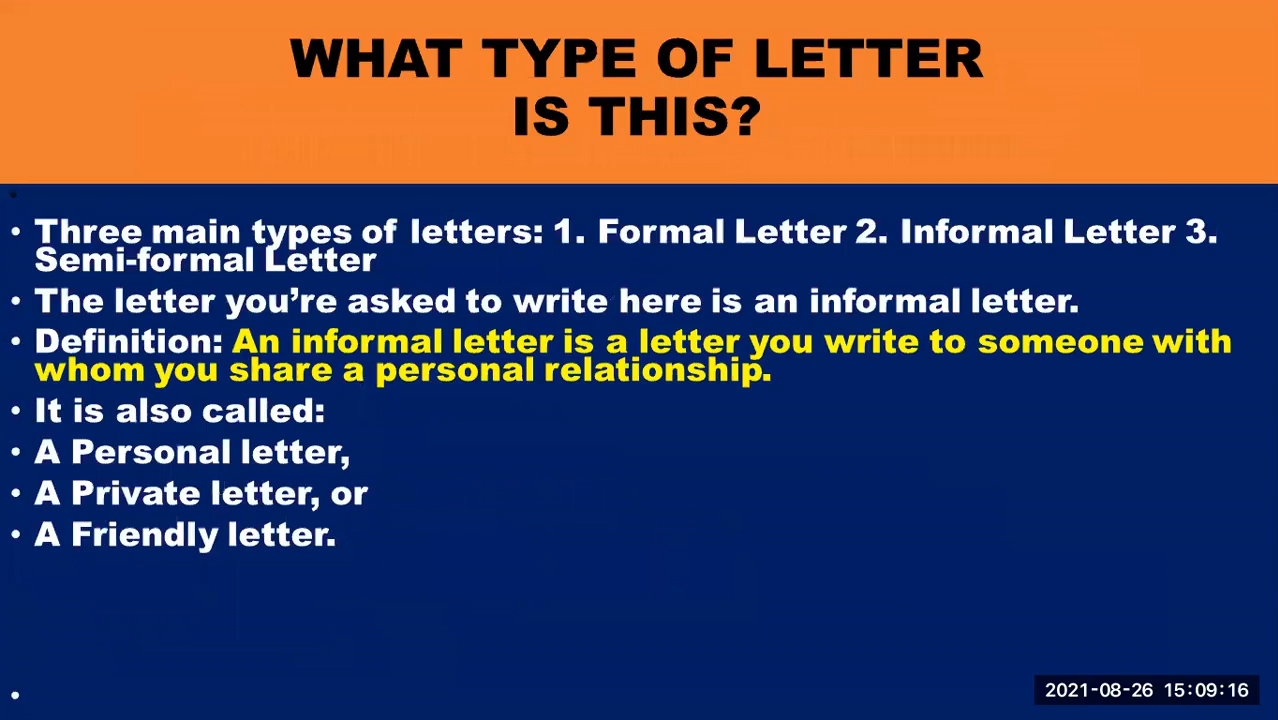 WHAT TYPE OF LETTER
IS THIS?
• Three main types of letters: 1. Formal Letter 2. Informal Letter 3.
Semi-formal Letter
• The letter you’re asked to write here is an informal letter.
• Definition: An informal letter is a letter you write to someone with
whom you share a personal relationship.
• It is also called:
• A Personal letter,
• A Private letter, or
• A Friendly letter.
2021-08-26 15:09:16